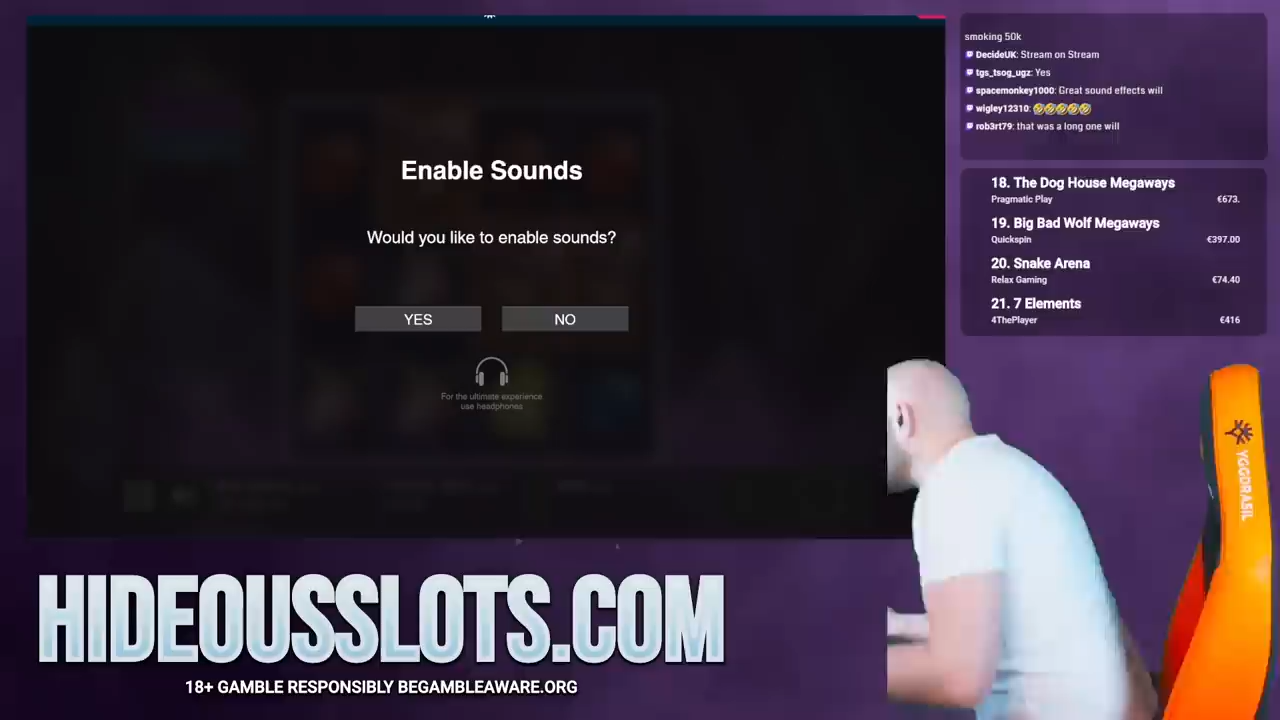 Enable Sounds
Would you like to enable sounds?
YES
NO
For the ultimate experience
use headphones
smoking 50k
DecideUK: Stream on Stream
tgs_tsog_ugz: Yes
spacemonkey1000: Great sound effects will
wigley12310: 🤣🤣🤣🤣🤣
rob3rt79: that was a long one will
18. The Dog House Megaways
Pragmatic Play €673.
19. Big Bad Wolf Megaways
Quickspin €397.00
20. Snake Arena
Relax Gaming €74.40
21. 7 Elements
4ThePlayer €416
YGGDRASIL
HIDEOUSSLOTS.COM
18+ GAMBLE RESPONSIBLY BEGAMBLEAWARE.ORG